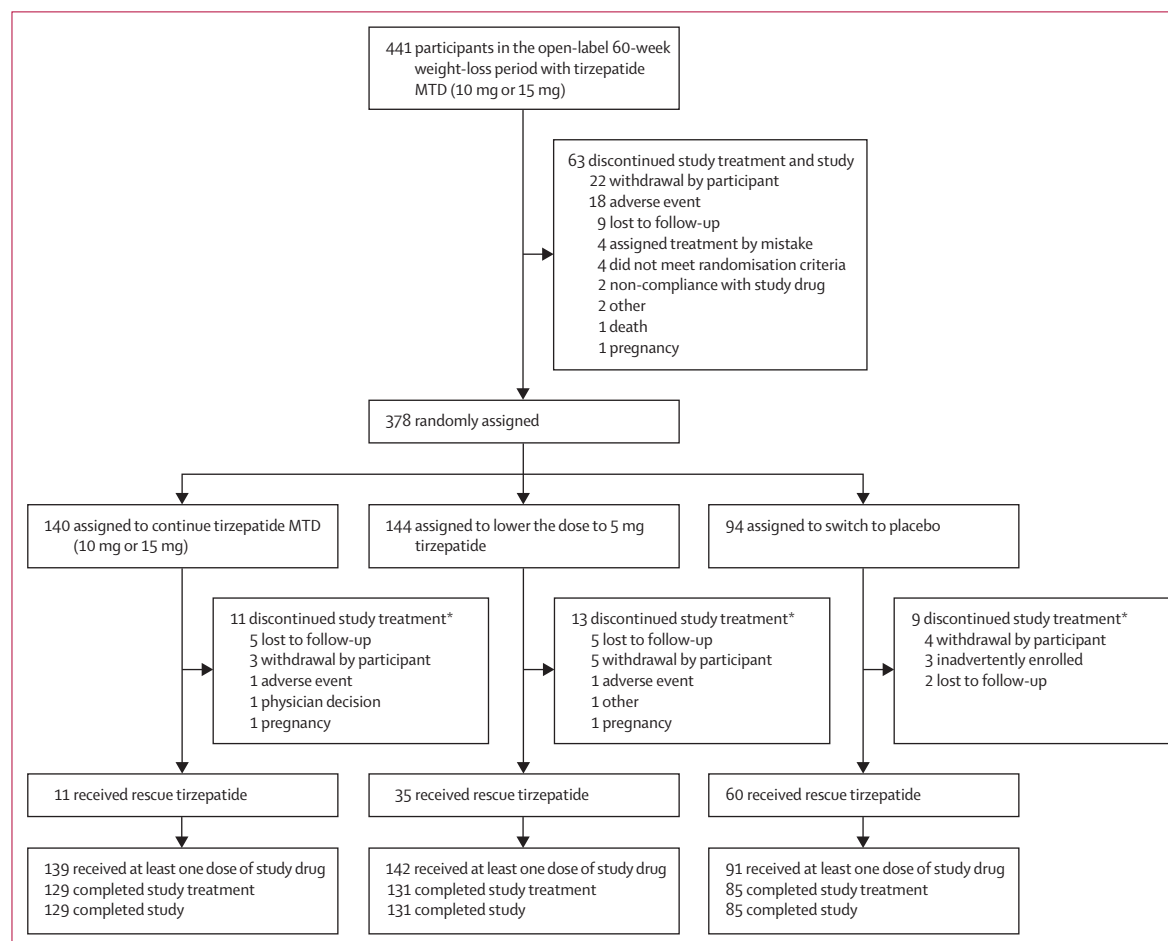 441 participants in the open-label 60-week
weight-loss period with tirzepatide
MTD (10 mg or 15 mg)
63 discontinued study treatment and study
22 withdrawal by participant
18 adverse event
9 lost to follow-up
4 assigned treatment by mistake
4 did not meet randomisation criteria
2 non-compliance with study drug
2 other
1 death
1 pregnancy
378 randomly assigned
140 assigned to continue tirzepatide MTD
(10 mg or 15 mg)
144 assigned to lower the dose to 5 mg
tirzepatide
94 assigned to switch to placebo
11 discontinued study treatment*
5 lost to follow-up
3 withdrawal by participant
1 adverse event
1 physician decision
1 pregnancy
13 discontinued study treatment*
5 lost to follow-up
5 withdrawal by participant
1 adverse event
1 other
1 pregnancy
9 discontinued study treatment*
4 withdrawal by participant
3 inadvertently enrolled
2 lost to follow-up
11 received rescue tirzepatide
35 received rescue tirzepatide
60 received rescue tirzepatide
139 received at least one dose of study drug
129 completed study treatment
129 completed study
142 received at least one dose of study drug
131 completed study treatment
131 completed study
91 received at least one dose of study drug
85 completed study treatment
85 completed study